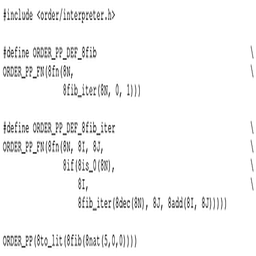 #include <order/interpreter.h>
#define ORDER_PP_DEF_8fib \
ORDER_PP_FN(8fn(8N, \
8fib_iter(8N, 0, 1)))
#define ORDER_PP_DEF_8fib_iter \
ORDER_PP_FN(8fn(8N, 8I, 8J, \
8if(8is_0(8N), \
8I, \
8fib_iter(8dec(8N), 8J, 8add(8I, 8J)))))
ORDER_PP(8to_lit(8fib(8nat(5,0,0))))